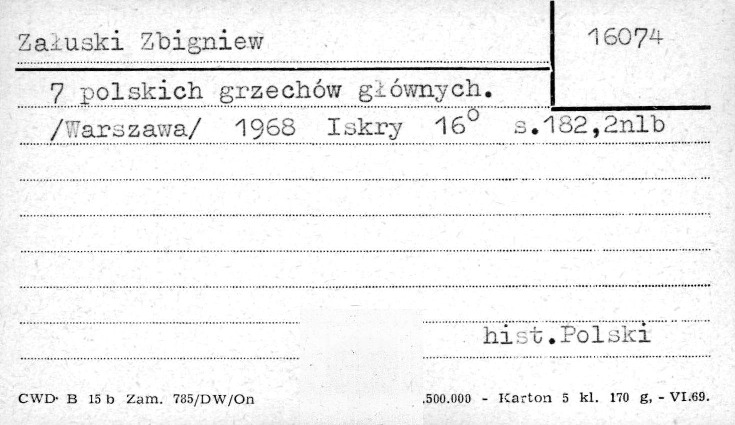 Załuski Zbigniew
16074
7 polskich grzechów głównych.
/Warszawa/ 1968 Iskry 16° s.182,2nlb
hist.Polski
CWD· B 15 b Zam. 785/DW/On
.500.000 - Karton 5 kl. 170 g, - VI.69.